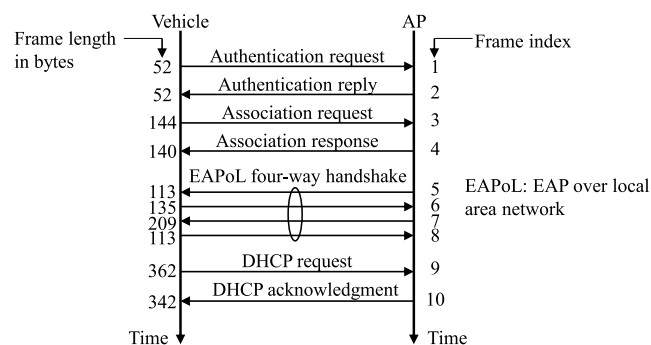 Vehicle AP
Frame length in bytes
Frame index
52 Authentication request 1
52 Authentication reply 2
144 Association request 3
140 Association response 4
EAPoL four-way handshake
113 5
135 6
209 7
113 8
EAPoL: EAP over local area network
362 DHCP request 9
342 DHCP acknowledgment 10
Time Time